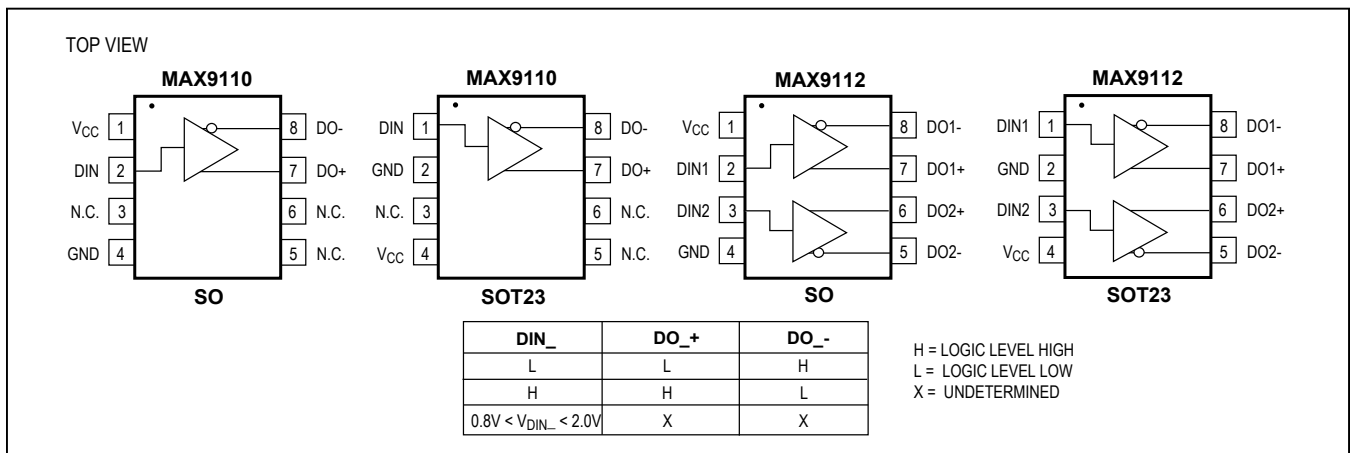 TOP VIEW
MAX9110
VCC 1
DIN 2
N.C. 3
GND 4
8 DO-
7 DO+
6 N.C.
5 N.C.
SO
MAX9110
DIN 1
GND 2
N.C. 3
VCC 4
8 DO-
7 DO+
6 N.C.
5 N.C.
SOT23
MAX9112
VCC 1
DIN1 2
DIN2 3
GND 4
8 DO1-
7 DO1+
6 DO2+
5 DO2-
SO
MAX9112
DIN1 1
GND 2
DIN2 3
VCC 4
8 DO1-
7 DO1+
6 DO2+
5 DO2-
SOT23
DIN_ DO_+ DO_-
L L H
H H L
0.8V < VDIN_ < 2.0V X X
H = LOGIC LEVEL HIGH
L = LOGIC LEVEL LOW
X = UNDETERMINED